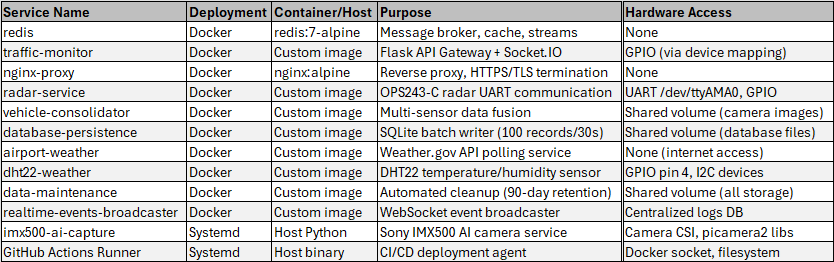 Service Name Deployment Container/Host Purpose Hardware Access
redis Docker redis:7-alpine Message broker, cache, streams None
traffic-monitor Docker Custom image Flask API Gateway + Socket.IO GPIO (via device mapping)
nginx-proxy Docker nginx:alpine Reverse proxy, HTTPS/TLS termination None
radar-service Docker Custom image OPS243-C radar UART communication UART /dev/ttyAMA0, GPIO
vehicle-consolidator Docker Custom image Multi-sensor data fusion Shared volume (camera images)
database-persistence Docker Custom image SQLite batch writer (100 records/30s) Shared volume (database files)
airport-weather Docker Custom image Weather.gov API polling service None (internet access)
dht22-weather Docker Custom image DHT22 temperature/humidity sensor GPIO pin 4, I2C devices
data-maintenance Docker Custom image Automated cleanup (90-day retention) Shared volume (all storage)
realtime-events-broadcaster Docker Custom image WebSocket event broadcaster Centralized logs DB
imx500-ai-capture Systemd Host Python Sony IMX500 AI camera service Camera CSI, picamera2 libs
GitHub Actions Runner Systemd Host binary CI/CD deployment agent Docker socket, filesystem